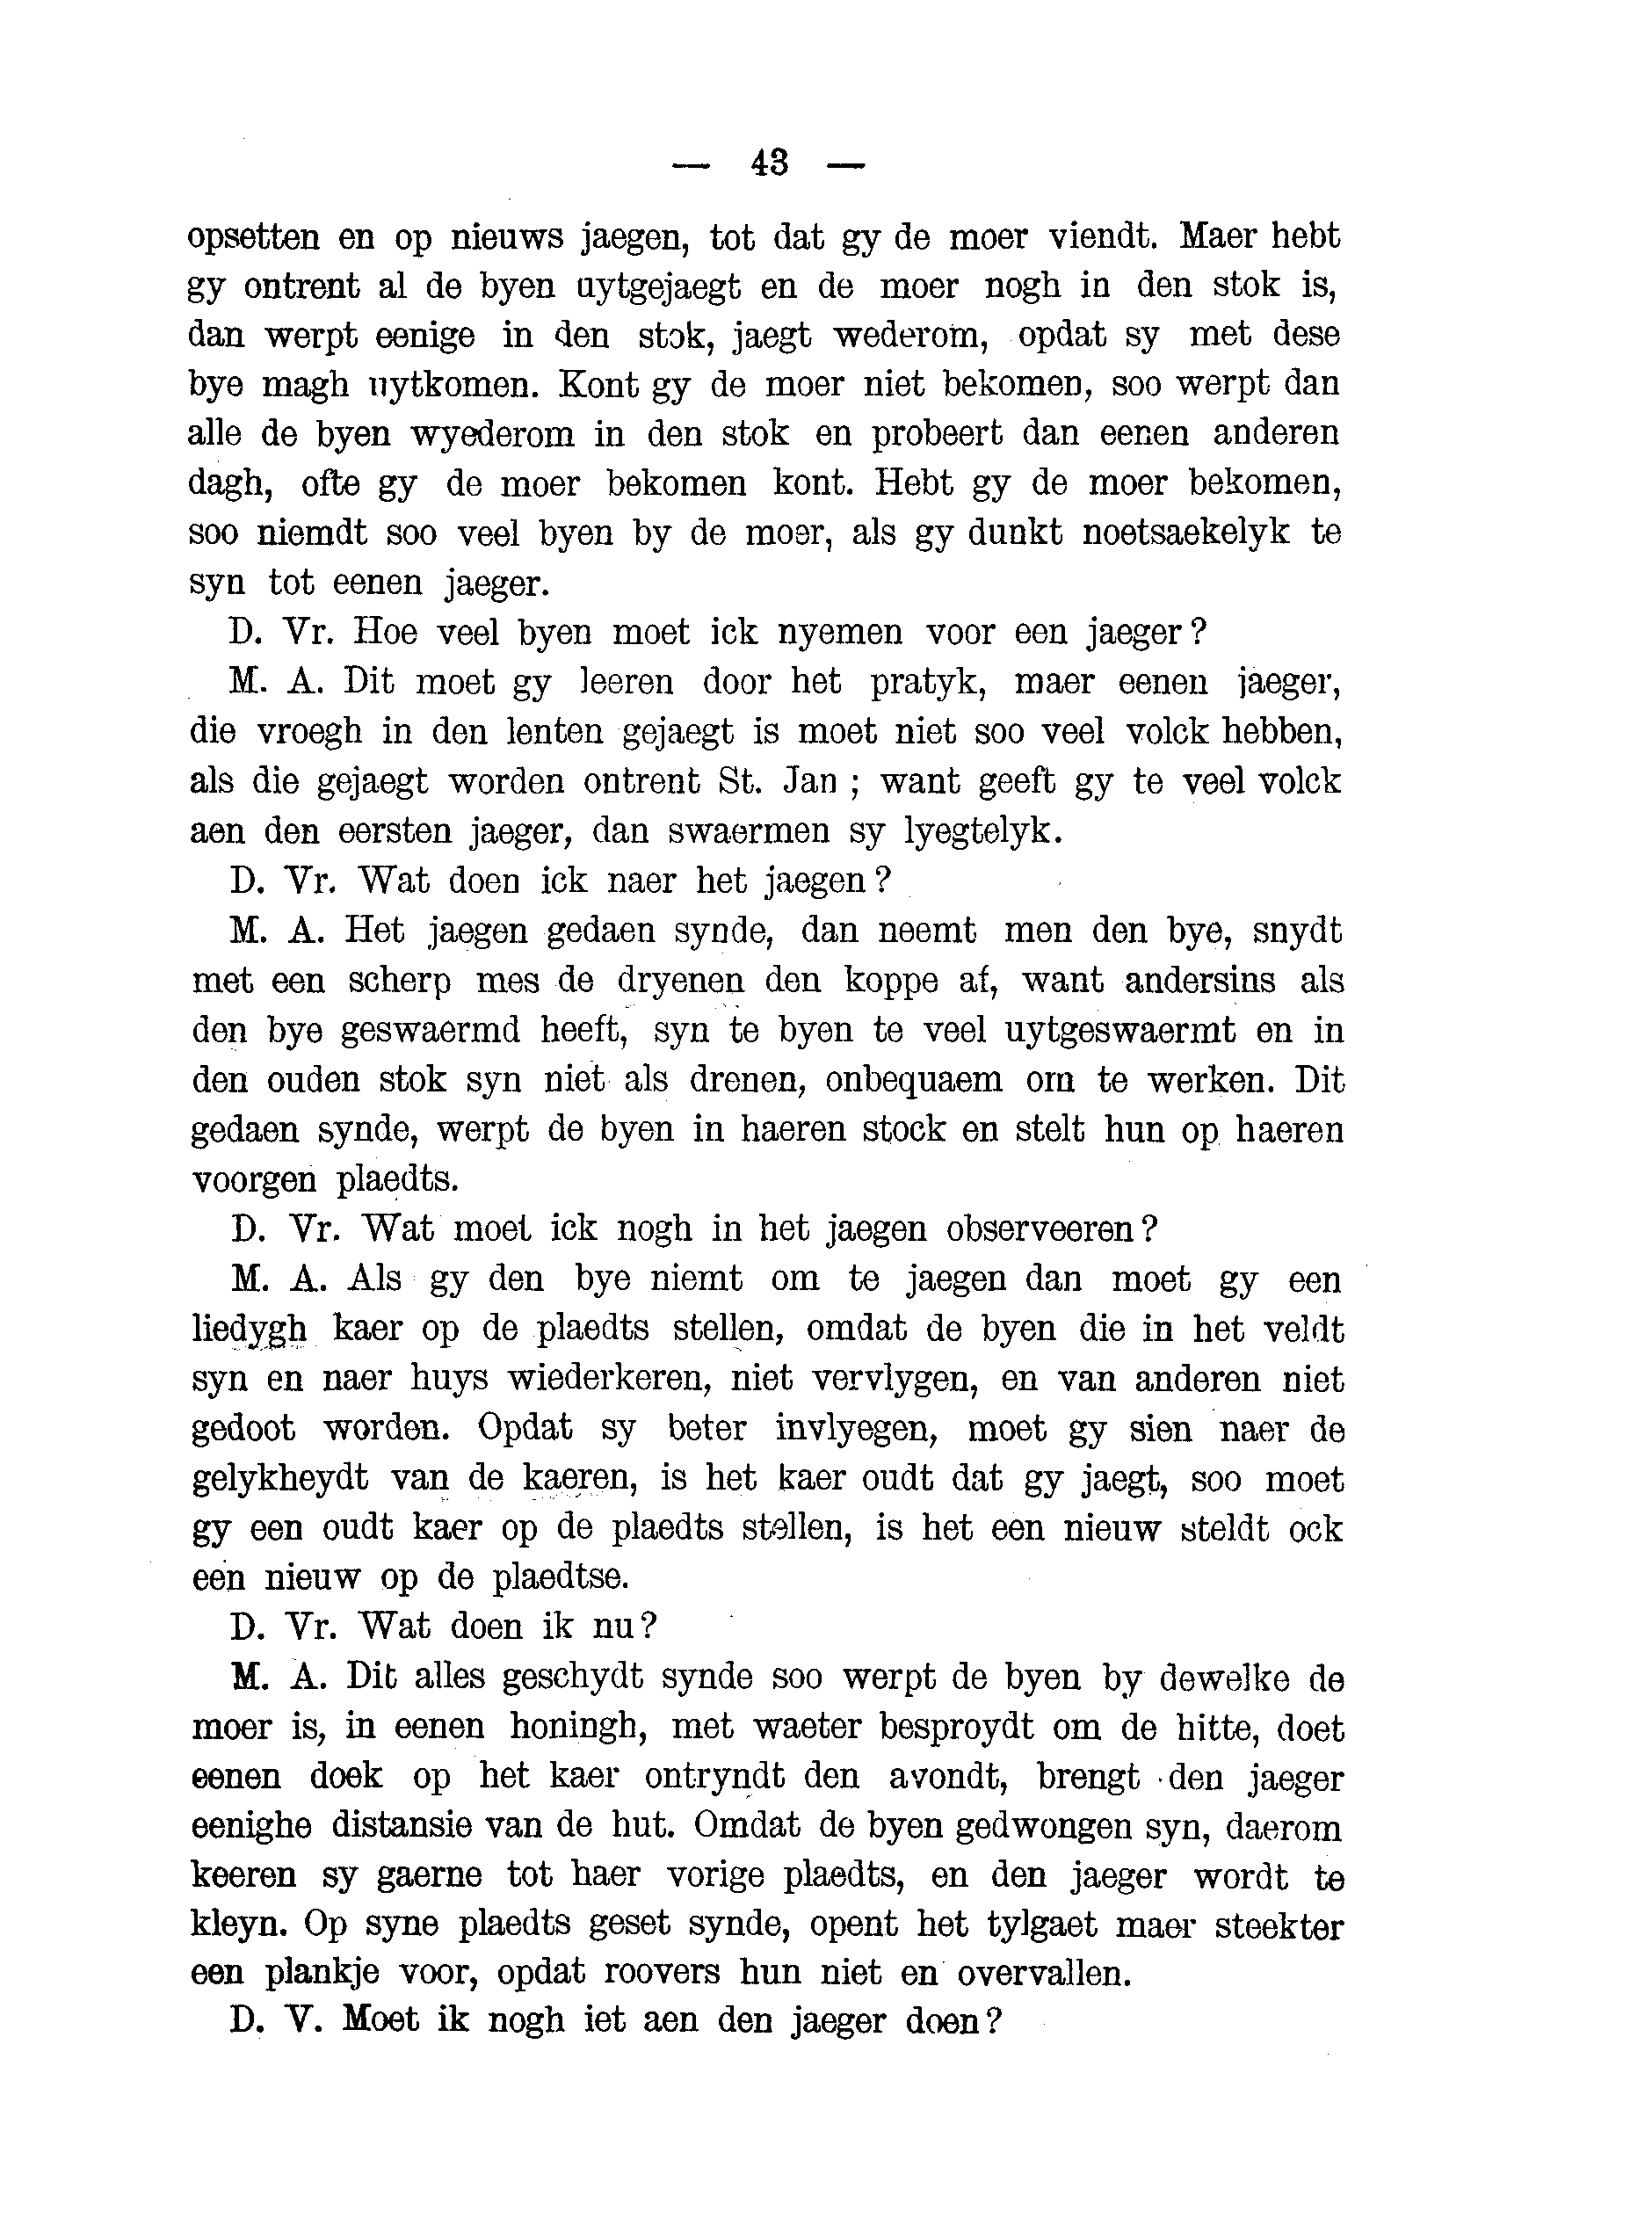 — 43 —
opsetten en op nieuws jaegen, tot dat gy de moer viendt. Maer hebt
gy ontrent al de byen uytgejaegt en de moer nogh in den stok is,
dan werpt eenige in den stok, jaegt wederom, opdat sy met dese
bye magh uytkomen. Kont gy de moer niet bekomen, soo werpt dan
alle de byen wyederom in den stok en probeert dan eenen anderen
dagh, ofte gy de moer bekomen kont. Hebt gy de moer bekomen,
soo niemdt soo veel byen by de moer, als gy dunkt noetsaekelyk te
syn tot eenen jaeger.
D. Vr. Hoe veel byen moet ick nyemen voor een jaeger?
M. A. Dit moet gy leeren door het pratyk, maer eenen jaeger,
die vroegh in den lenten gejaegt is moet niet soo veel volck hebben,
als die gejaegt worden ontrent St. Jan ; want geeft gy te veel volck
aen den eersten jaeger, dan swaermen sy lyegtelyk.
D. Vr. Wat doen ick naer het jaegen?
M. A. Het jaegen gedaen synde, dan neemt men den bye, snydt
met een scherp mes de dryenen den koppe af, want andersins als
den bye geswaermd heeft, syn te byen te veel uytgeswaermt en in
den ouden stok syn niet als drenen, onbequaem om te werken. Dit
gedaen synde, werpt de byen in haeren stock en stelt hun op haeren
voorgen plaedts.
D. Vr. Wat moet ick nogh in het jaegen observeeren?
M. A. Als gy den bye niemt om te jaegen dan moet gy een
liedygh kaer op de plaedts stellen, omdat de byen die in het veldt
syn en naer huys wiederkeren, niet vervlygen, en van anderen niet
gedoot worden. Opdat sy beter invlyegen, moet gy sien naer de
gelykheydt van de kaeren, is het kaer oudt dat gy jaegt, soo moet
gy een oudt kaer op de plaedts stellen, is het een nieuw steldt ock
een nieuw op de plaedtse.
D. Vr. Wat doen ik nu?
M. A. Dit alles geschydt synde soo werpt de byen by dewelke de
moer is, in eenen honingh, met waeter besproydt om de hitte, doet
eenen doek op het kaer ontryndt den avondt, brengt den jaeger
eenighe distansie van de hut. Omdat de byen gedwongen syn, daerom
keeren sy gaerne tot haer vorige plaedts, en den jaeger wordt te
kleyn. Op syne plaedts geset synde, opent het tylgaet maer steekter
een plankje voor, opdat roovers hun niet en overvallen.
D. V. Moet ik nogh iet aen den jaeger doen?